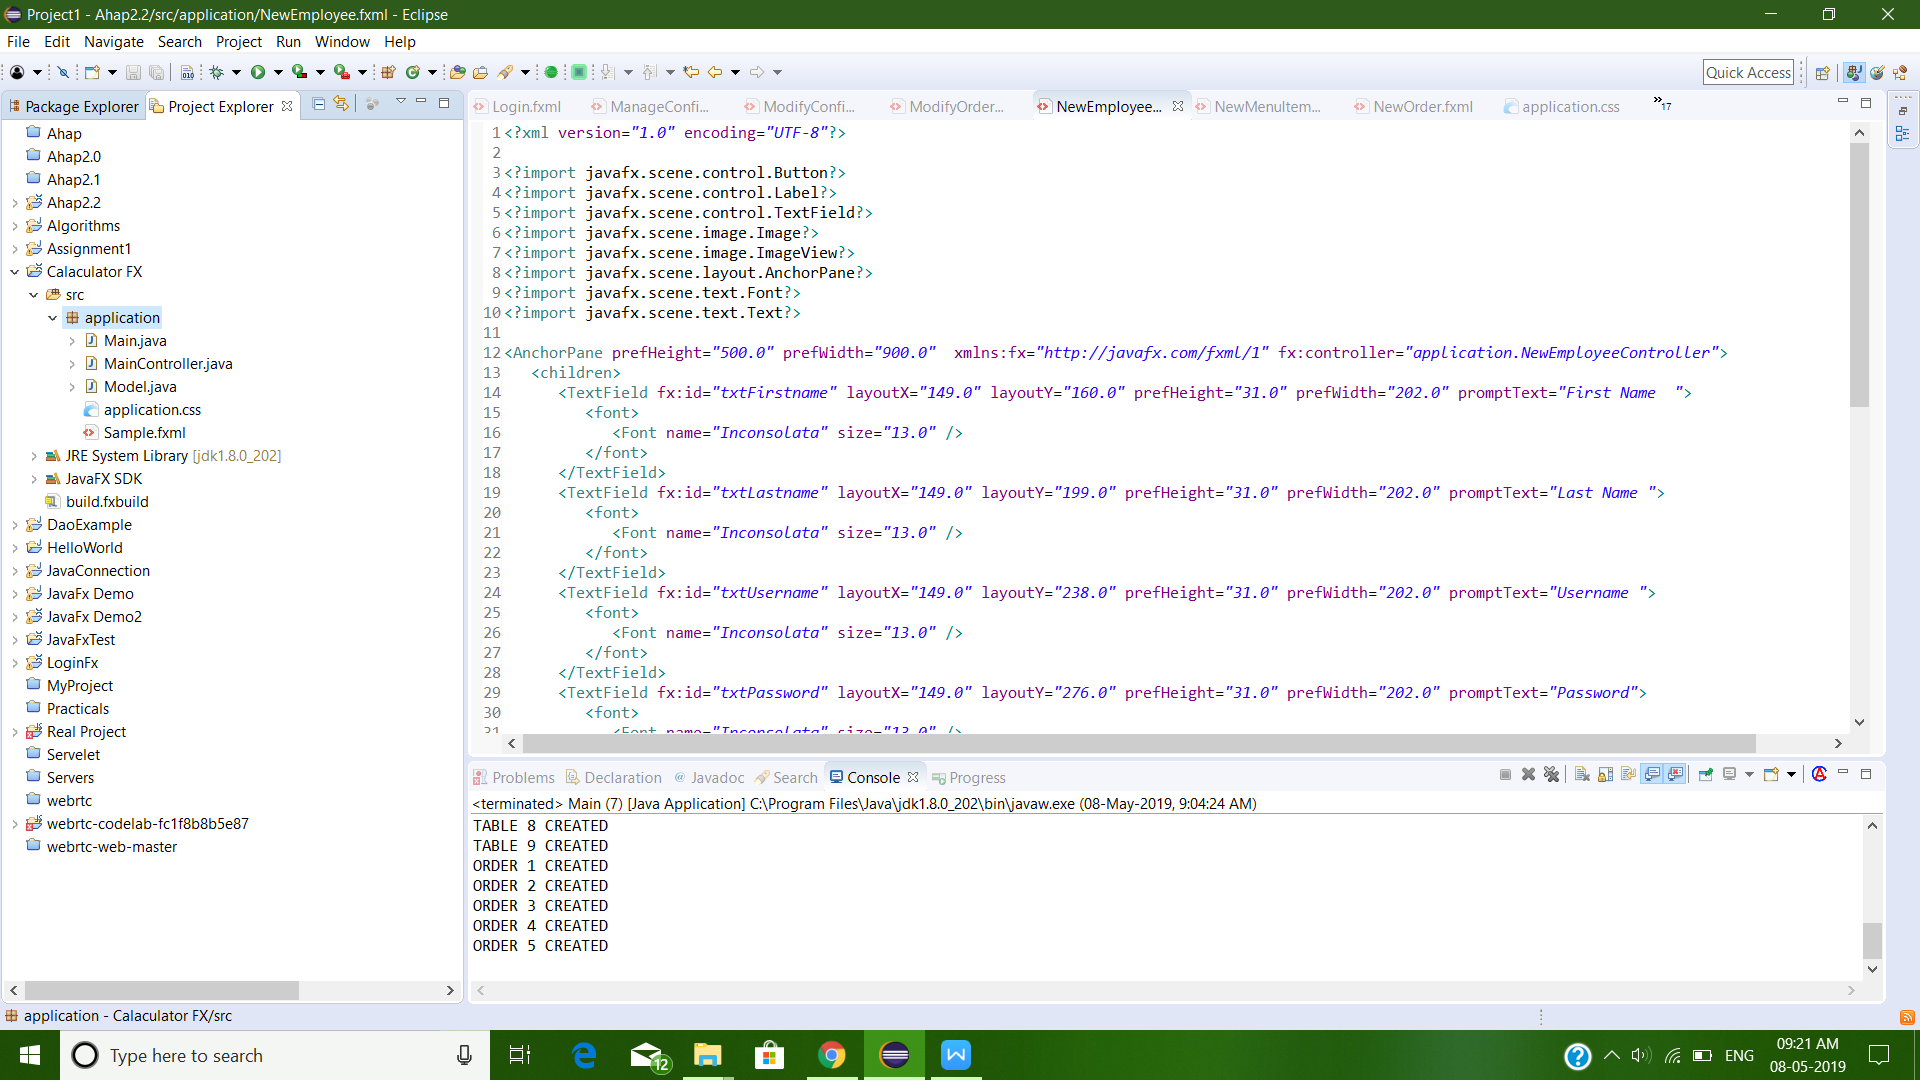 Project1 - Ahap2.2/src/application/NewEmployee.fxml - Eclipse
File Edit Navigate Search Project Run Window Help
Quick Access
Package Explorer Project Explorer
Ahap
Ahap2.0
Ahap2.1
Ahap2.2
Algorithms
Assignment1
Calaculator FX
src
application
Main.java
MainController.java
Model.java
application.css
Sample.fxml
JRE System Library [jdk1.8.0_202]
JavaFX SDK
build.fxbuild
DaoExample
HelloWorld
JavaConnection
JavaFx Demo
JavaFx Demo2
JavaFxTest
LoginFx
MyProject
Practicals
Real Project
Servelet
Servers
webrtc
webrtc-codelab-fc1f8b8b5e87
webrtc-web-master
Login.fxml ManageConfi... ModifyConfi... ModifyOrder... NewEmployee... NewMenuItem... NewOrder.fxml application.css »17
1 <?xml version="1.0" encoding="UTF-8"?>
2
3 <?import javafx.scene.control.Button?>
4 <?import javafx.scene.control.Label?>
5 <?import javafx.scene.control.TextField?>
6 <?import javafx.scene.image.Image?>
7 <?import javafx.scene.image.ImageView?>
8 <?import javafx.scene.layout.AnchorPane?>
9 <?import javafx.scene.text.Font?>
10 <?import javafx.scene.text.Text?>
11
12 <AnchorPane prefHeight="500.0" prefWidth="900.0"  xmlns:fx="http://javafx.com/fxml/1" fx:controller="application.NewEmployeeController">
13 <children>
14 <TextField fx:id="txtFirstname" layoutX="149.0" layoutY="160.0" prefHeight="31.0" prefWidth="202.0" promptText="First Name  ">
15 <font>
16 <Font name="Inconsolata" size="13.0" />
17 </font>
18 </TextField>
19 <TextField fx:id="txtLastname" layoutX="149.0" layoutY="199.0" prefHeight="31.0" prefWidth="202.0" promptText="Last Name ">
20 <font>
21 <Font name="Inconsolata" size="13.0" />
22 </font>
23 </TextField>
24 <TextField fx:id="txtUsername" layoutX="149.0" layoutY="238.0" prefHeight="31.0" prefWidth="202.0" promptText="Username ">
25 <font>
26 <Font name="Inconsolata" size="13.0" />
27 </font>
28 </TextField>
29 <TextField fx:id="txtPassword" layoutX="149.0" layoutY="276.0" prefHeight="31.0" prefWidth="202.0" promptText="Password">
30 <font>
31 <Font name="Inconsolata" size="13.0" />
Problems Declaration Javadoc Search Console Progress
<terminated> Main (7) [Java Application] C:\Program Files\Java\jdk1.8.0_202\bin\javaw.exe (08-May-2019, 9:04:24 AM)
TABLE 8 CREATED
TABLE 9 CREATED
ORDER 1 CREATED
ORDER 2 CREATED
ORDER 3 CREATED
ORDER 4 CREATED
ORDER 5 CREATED
application - Calaculator FX/src
Type here to search
12
ENG
09:21 AM
08-05-2019